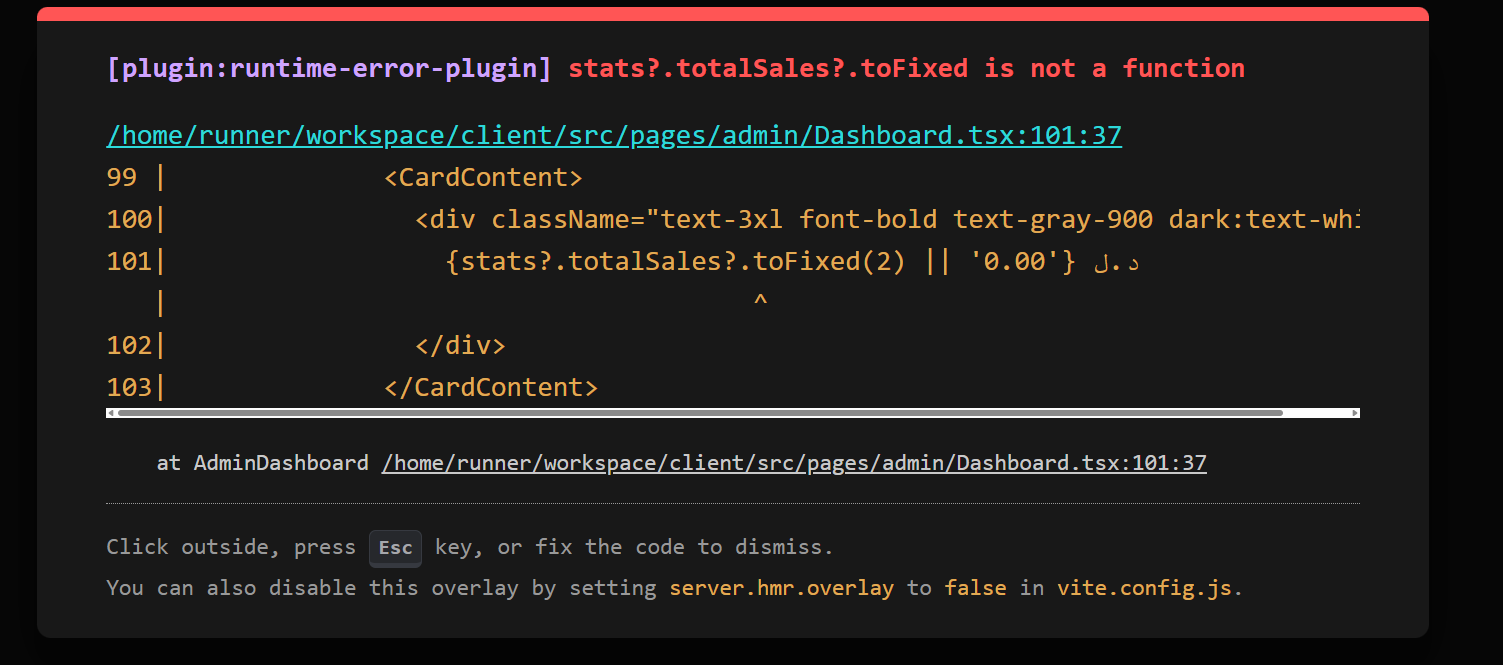 [plugin:runtime-error-plugin] stats?.totalSales?.toFixed is not a function
/home/runner/workspace/client/src/pages/admin/Dashboard.tsx:101:37
99 |               <CardContent>
100|                 <div className="text-3xl font-bold text-gray-900 dark:text-whi
101|                   {stats?.totalSales?.toFixed(2) || '0.00'} د.ل
   |                                       ^
102|                 </div>
103|               </CardContent>
at AdminDashboard /home/runner/workspace/client/src/pages/admin/Dashboard.tsx:101:37
Click outside, press Esc key, or fix the code to dismiss.
You can also disable this overlay by setting server.hmr.overlay to false in vite.config.js.